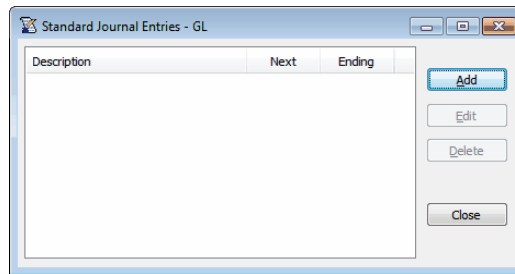 Standard Journal Entries - GL
Description Next Ending
Add
Edit
Delete
Close